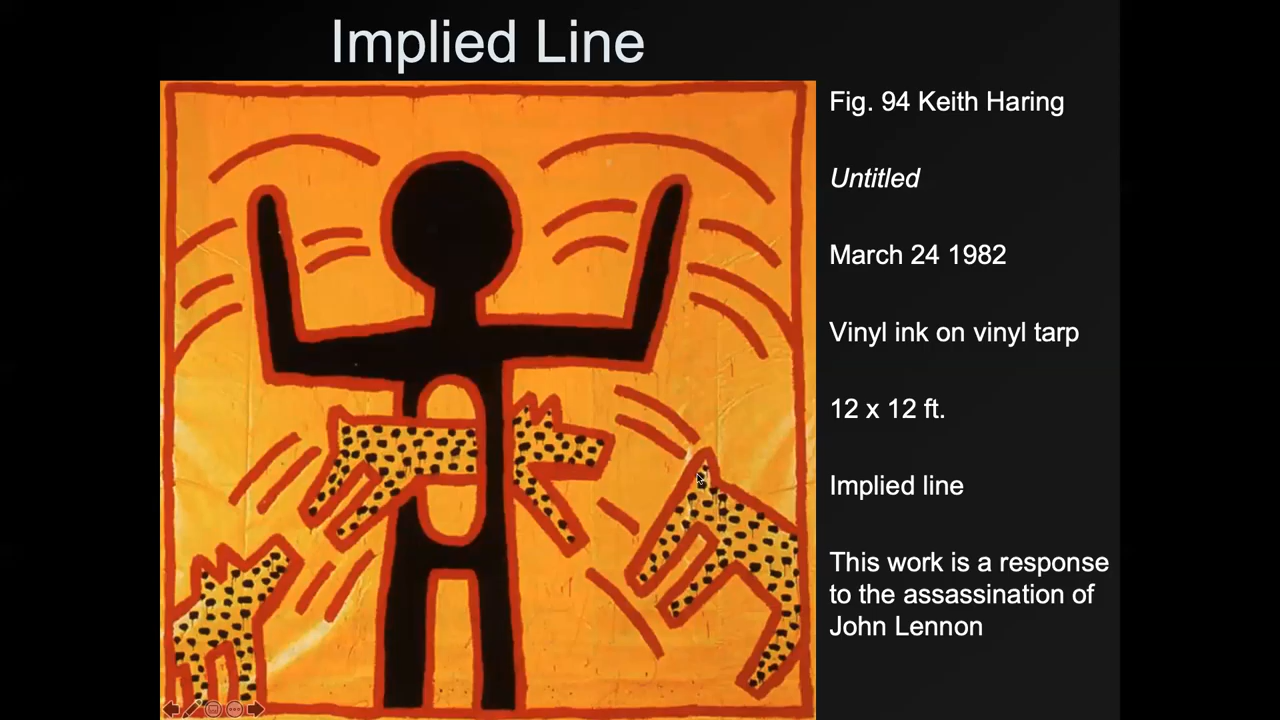 Implied Line
Fig. 94 Keith Haring
Untitled
March 24 1982
Vinyl ink on vinyl tarp
12 x 12 ft.
Implied line
This work is a response
to the assassination of
John Lennon